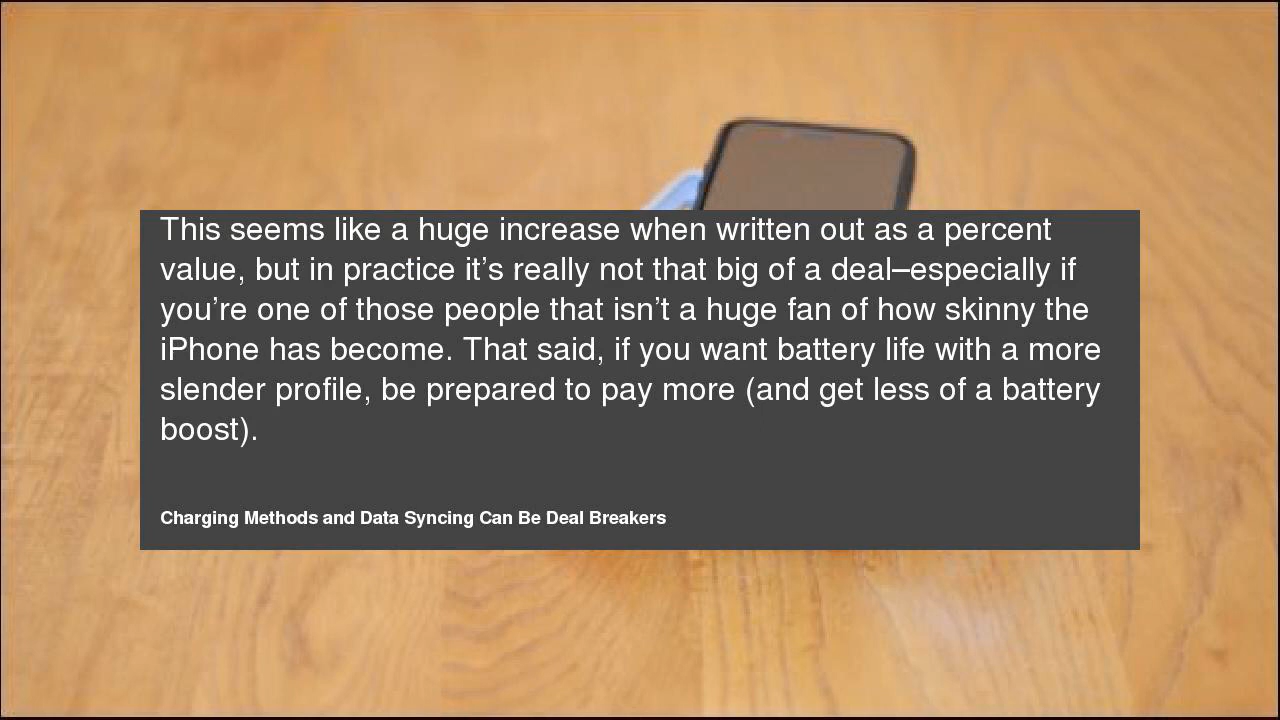 This seems like a huge increase when written out as a percent
value, but in practice it’s really not that big of a deal–especially if
you’re one of those people that isn’t a huge fan of how skinny the
iPhone has become. That said, if you want battery life with a more
slender profile, be prepared to pay more (and get less of a battery
boost).
Charging Methods and Data Syncing Can Be Deal Breakers